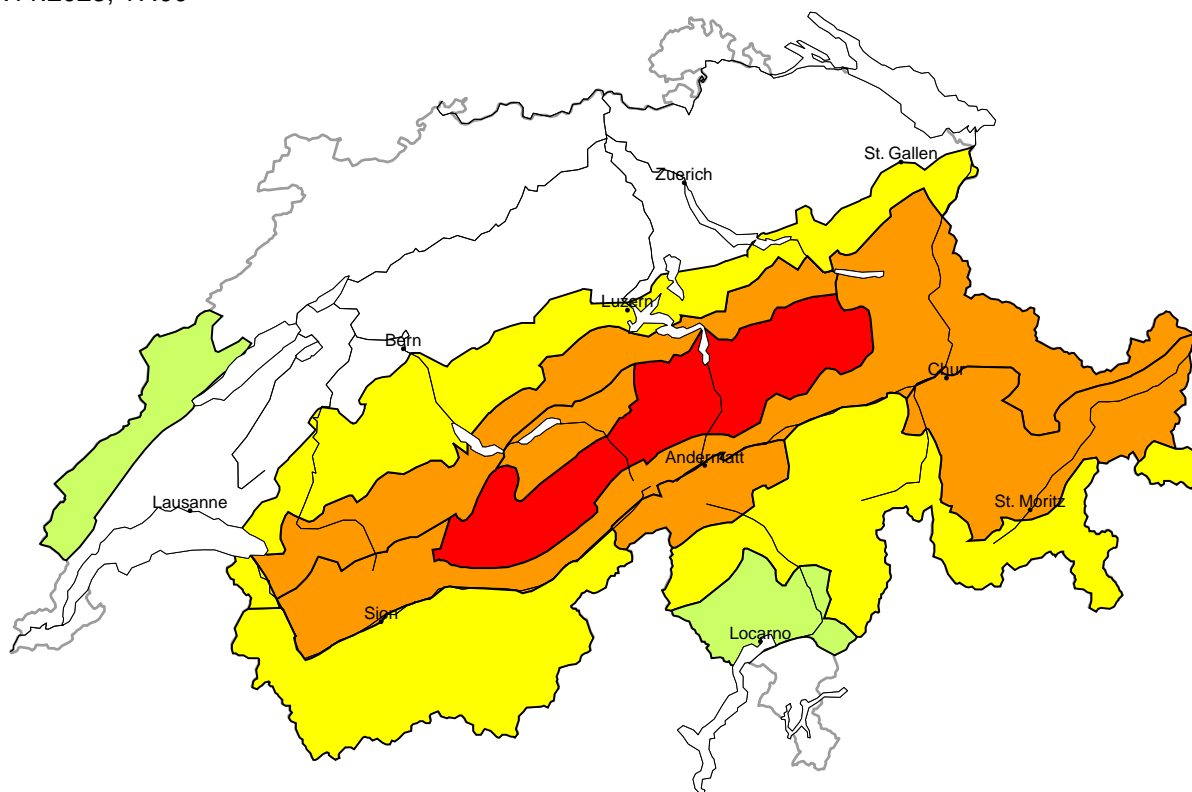 St. Gallen
Zuerich
Luzern
Bern
Chur
Andermatt
Lausanne
St. Moritz
Sion
Locarno